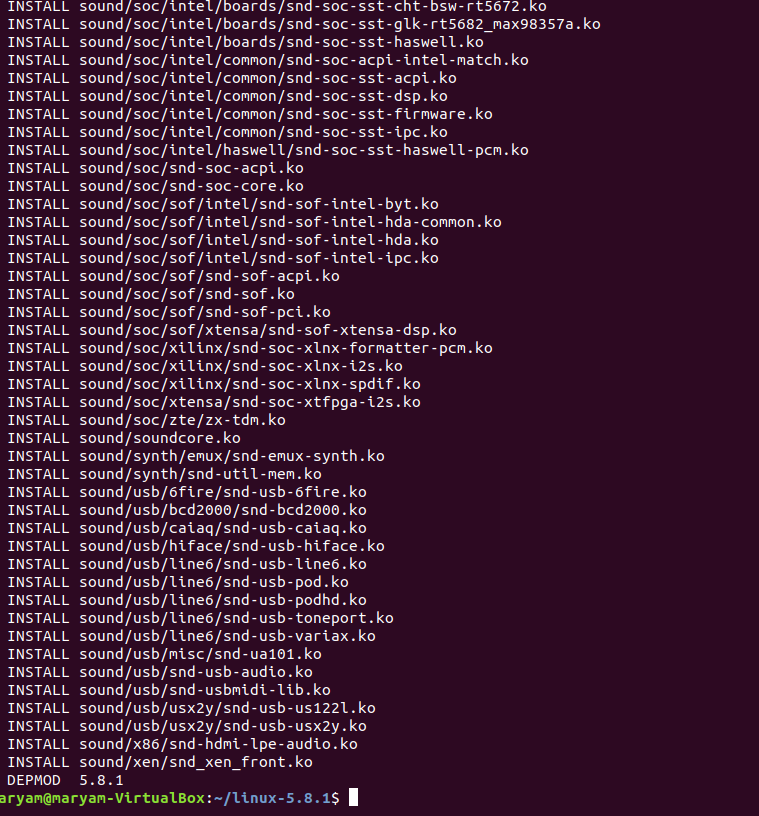 INSTALL sound/soc/intel/boards/snd-soc-sst-cht-bsw-rt5672.ko
INSTALL sound/soc/intel/boards/snd-soc-sst-glk-rt5682_max98357a.ko
INSTALL sound/soc/intel/boards/snd-soc-sst-haswell.ko
INSTALL sound/soc/intel/common/snd-soc-acpi-intel-match.ko
INSTALL sound/soc/intel/common/snd-soc-sst-acpi.ko
INSTALL sound/soc/intel/common/snd-soc-sst-dsp.ko
INSTALL sound/soc/intel/common/snd-soc-sst-firmware.ko
INSTALL sound/soc/intel/common/snd-soc-sst-ipc.ko
INSTALL sound/soc/intel/haswell/snd-soc-sst-haswell-pcm.ko
INSTALL sound/soc/snd-soc-acpi.ko
INSTALL sound/soc/snd-soc-core.ko
INSTALL sound/soc/sof/intel/snd-sof-intel-byt.ko
INSTALL sound/soc/sof/intel/snd-sof-intel-hda-common.ko
INSTALL sound/soc/sof/intel/snd-sof-intel-hda.ko
INSTALL sound/soc/sof/intel/snd-sof-intel-ipc.ko
INSTALL sound/soc/sof/snd-sof-acpi.ko
INSTALL sound/soc/sof/snd-sof.ko
INSTALL sound/soc/sof/snd-sof-pci.ko
INSTALL sound/soc/sof/xtensa/snd-sof-xtensa-dsp.ko
INSTALL sound/soc/xilinx/snd-soc-xlnx-formatter-pcm.ko
INSTALL sound/soc/xilinx/snd-soc-xlnx-i2s.ko
INSTALL sound/soc/xilinx/snd-soc-xlnx-spdif.ko
INSTALL sound/soc/xtensa/snd-soc-xtfpga-i2s.ko
INSTALL sound/soc/zte/zx-tdm.ko
INSTALL sound/soundcore.ko
INSTALL sound/synth/emux/snd-emux-synth.ko
INSTALL sound/synth/snd-util-mem.ko
INSTALL sound/usb/6fire/snd-usb-6fire.ko
INSTALL sound/usb/bcd2000/snd-bcd2000.ko
INSTALL sound/usb/caiaq/snd-usb-caiaq.ko
INSTALL sound/usb/hiface/snd-usb-hiface.ko
INSTALL sound/usb/line6/snd-usb-line6.ko
INSTALL sound/usb/line6/snd-usb-pod.ko
INSTALL sound/usb/line6/snd-usb-podhd.ko
INSTALL sound/usb/line6/snd-usb-toneport.ko
INSTALL sound/usb/line6/snd-usb-variax.ko
INSTALL sound/usb/misc/snd-ua101.ko
INSTALL sound/usb/snd-usb-audio.ko
INSTALL sound/usb/snd-usbmidi-lib.ko
INSTALL sound/usb/usx2y/snd-usb-us122l.ko
INSTALL sound/usb/usx2y/snd-usb-usx2y.ko
INSTALL sound/x86/snd-hdmi-lpe-audio.ko
INSTALL sound/xen/snd_xen_front.ko
DEPMOD  5.8.1
aryam@maryam-VirtualBox:~/linux-5.8.1$